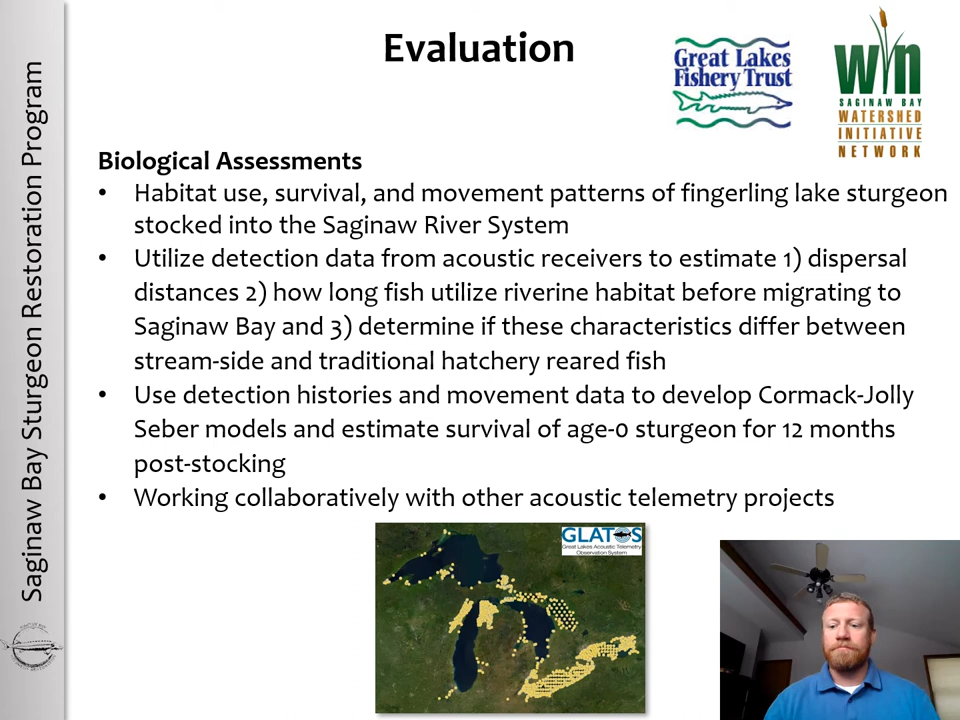 Evaluation
Great Lakes
Fishery Trust
WIN
SAGINAW BAY
WATERSHED
INITIATIVE
NETWORK
Saginaw Bay Sturgeon Restoration Program
Biological Assessments
• Habitat use, survival, and movement patterns of fingerling lake sturgeon
stocked into the Saginaw River System
• Utilize detection data from acoustic receivers to estimate 1) dispersal
distances 2) how long fish utilize riverine habitat before migrating to
Saginaw Bay and 3) determine if these characteristics differ between
stream-side and traditional hatchery reared fish
• Use detection histories and movement data to develop Cormack-Jolly
Seber models and estimate survival of age-0 sturgeon for 12 months
post-stocking
• Working collaboratively with other acoustic telemetry projects
GLATOS
Great Lakes Acoustic Telemetry
Observation System